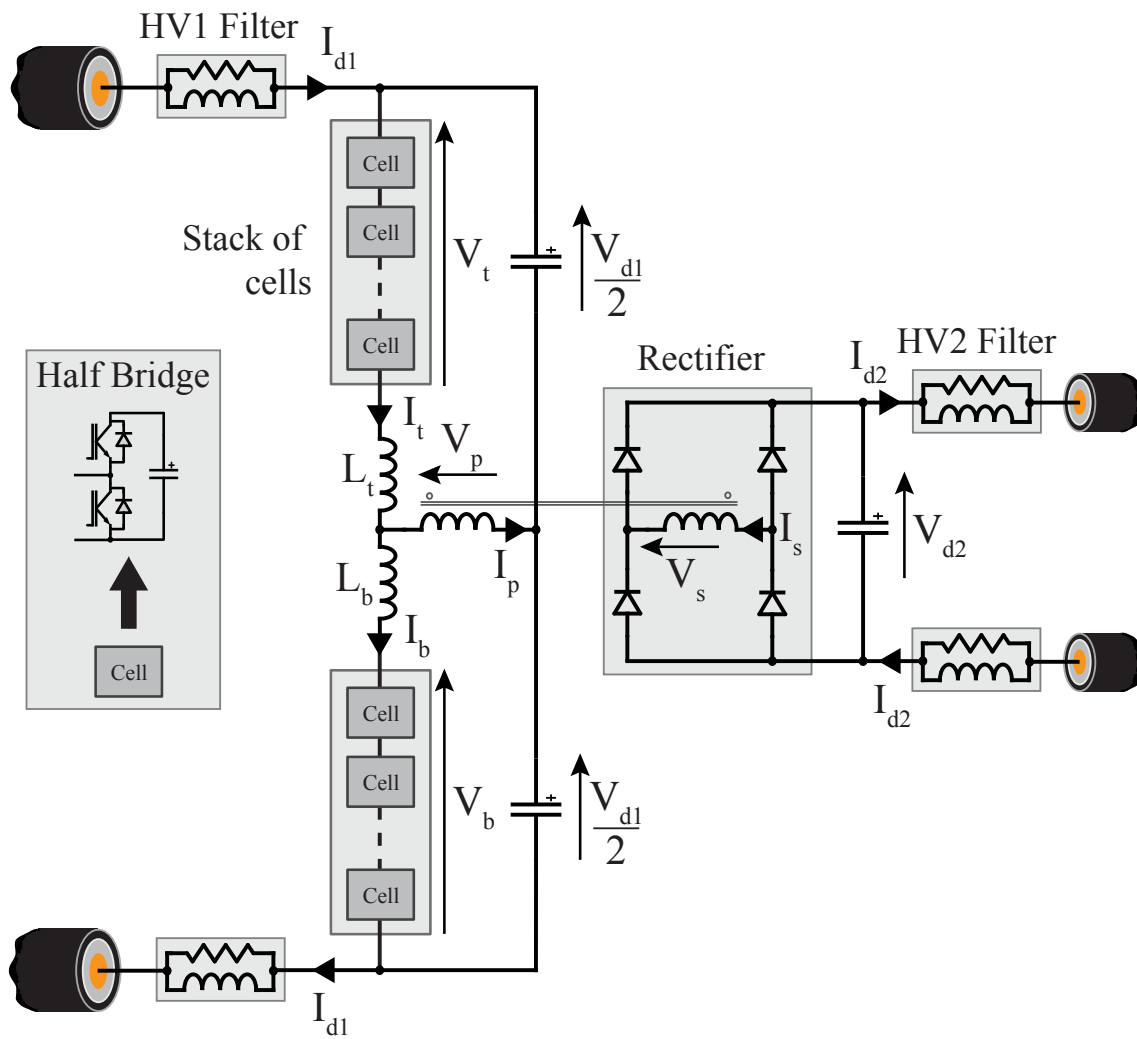 HV1 Filter
I_d1
Cell
Cell
Cell
Stack of
cells
V_t
V_d1
2
Rectifier
HV2 Filter
I_d2
Half Bridge
Cell
I_t
V_p
L_t
I_p
L_b
I_b
I_s
V_s
V_d2
I_d2
Cell
Cell
Cell
V_b
V_d1
2
I_d1